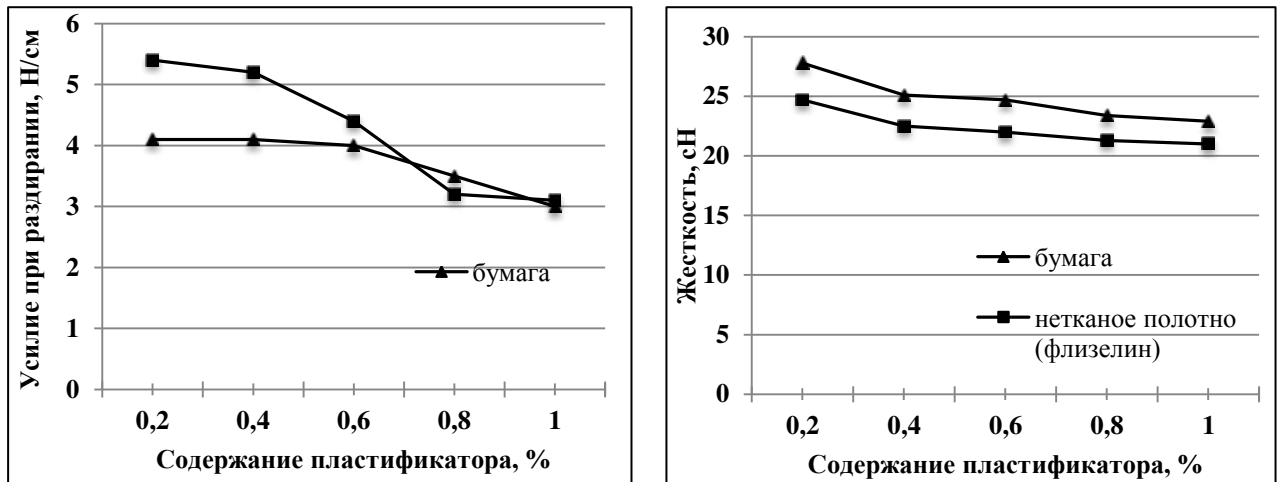 Усилие при раздирании, Н/см
6
5
4
3
2
1
0
0,2 0,4 0,6 0,8 1
Содержание пластификатора, %
бумага
Жесткость, сН
30
25
20
15
10
5
0
0,2 0,4 0,6 0,8 1
Содержание пластификатора, %
бумага
нетканое полотно
(флизелин)